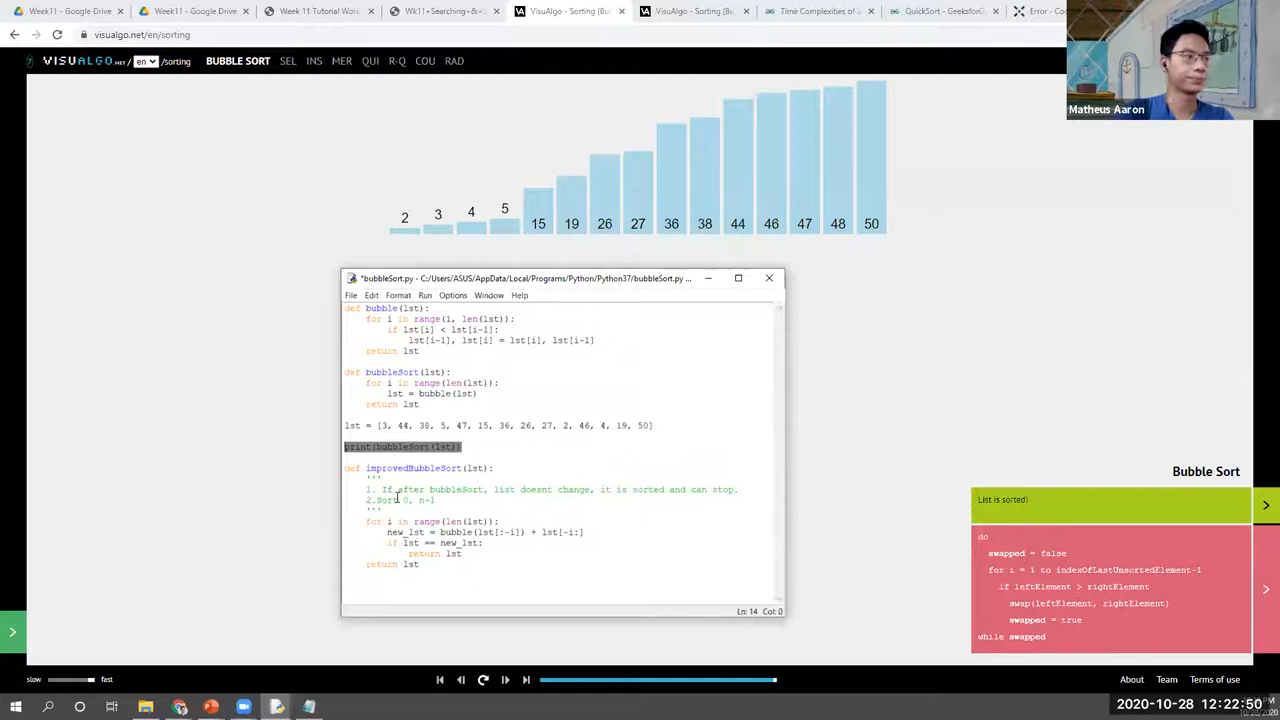 Week11 - Google Drive
Week11 - Google Drive
Week 11 Tutorial Work
Wk11+Searching+&+
VisuAlgo - Sorting (Bu
VisuAlgo - Sorting (Bu
Time Complexities of
QuickSort - GeeksforG
Error - Co
visualgo.net/en/sorting
7 VISUALGO.NET/ en /sorting BUBBLE SORT SEL INS MER QUI R-Q COU RAD
Matheus Aaron
2 3 4 5 15 19 26 27 36 38 44 46 47 48 50
*bubbleSort.py - C:/Users/ASUS/AppData/Local/Programs/Python/Python37/bubbleSort.py ...
File Edit Format Run Options Window Help
def bubble(lst):
for i in range(1, len(lst)):
if lst[i] < lst[i-1]:
lst[i-1], lst[i] = lst[i], lst[i-1]
return lst
def bubbleSort(lst):
for i in range(len(lst)):
lst = bubble(lst)
return lst
lst = [3, 44, 38, 5, 47, 15, 36, 26, 27, 2, 46, 4, 19, 50]
print(bubbleSort(lst))
def improvedBubbleSort(lst):
'''
1. If after bubbleSort, list doesnt change, it is sorted and can stop.
2.Sort 0, n-1
'''
for i in range(len(lst)):
new_lst = bubble(lst[:-i]) + lst[-i:]
if lst == new_lst:
return lst
return lst
Ln: 14 Col: 0
Bubble Sort
List is sorted!
do
swapped = false
for i = 1 to indexOfLastUnsortedElement-1
if leftElement > rightElement
swap(leftElement, rightElement)
swapped = true
while swapped
slow fast
About Team Terms of use
2020-10-28 12:22:50